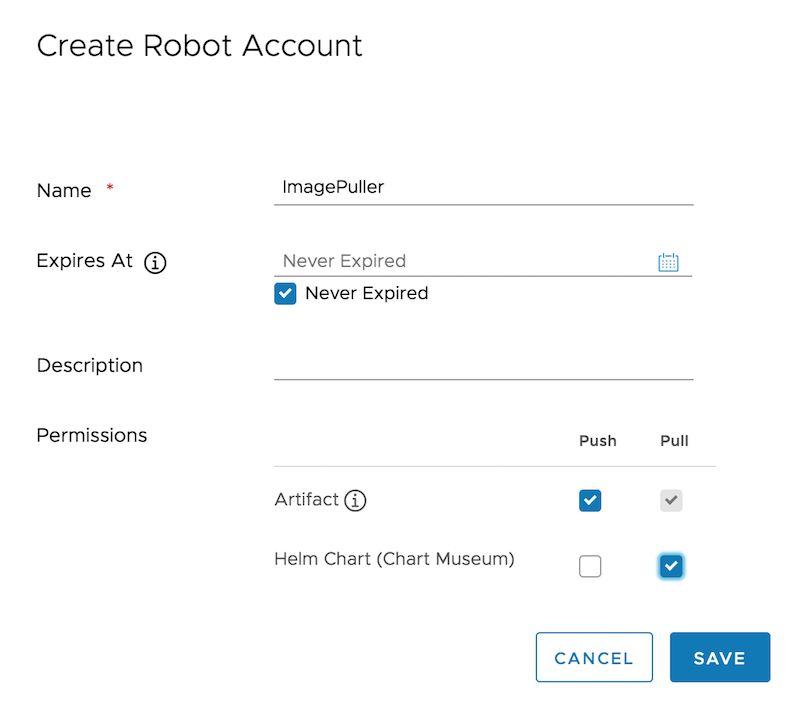 Create Robot Account
Name *
ImagePuller
Expires At
Never Expired
Never Expired
Description
Permissions
Push Pull
Artifact
Helm Chart (Chart Museum)
CANCEL SAVE